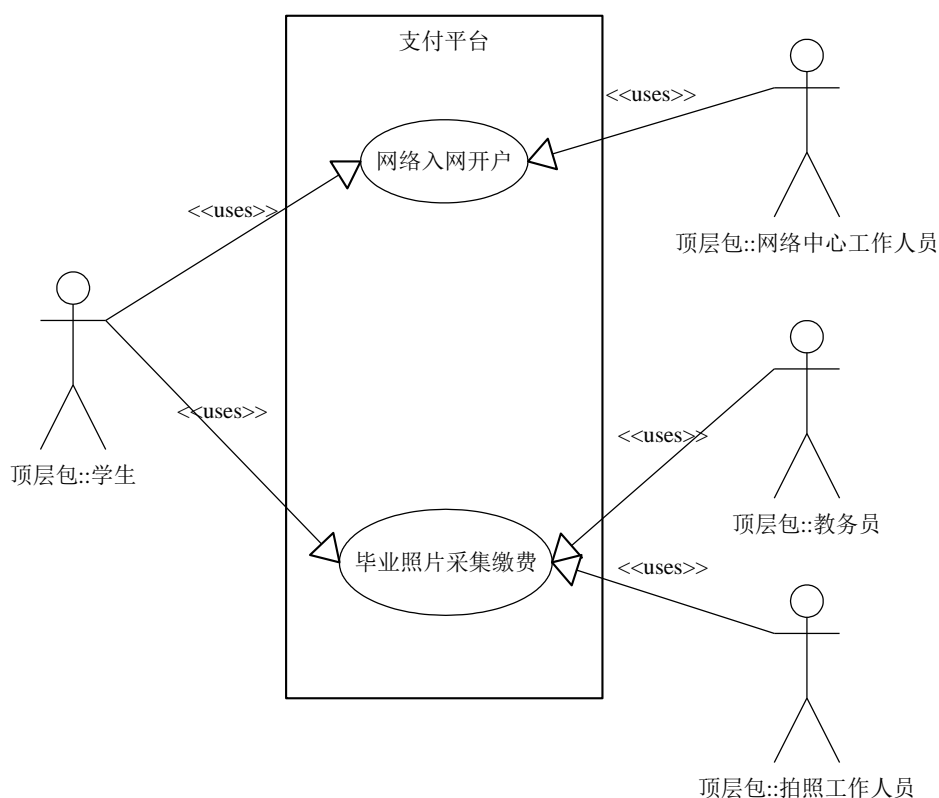 支付平台
<<uses>>
网络入网开户
<<uses>>
顶层包::网络中心工作人员
<<uses>>
<<uses>>
顶层包::学生
顶层包::教务员
毕业照片采集缴费
<<uses>>
顶层包::拍照工作人员